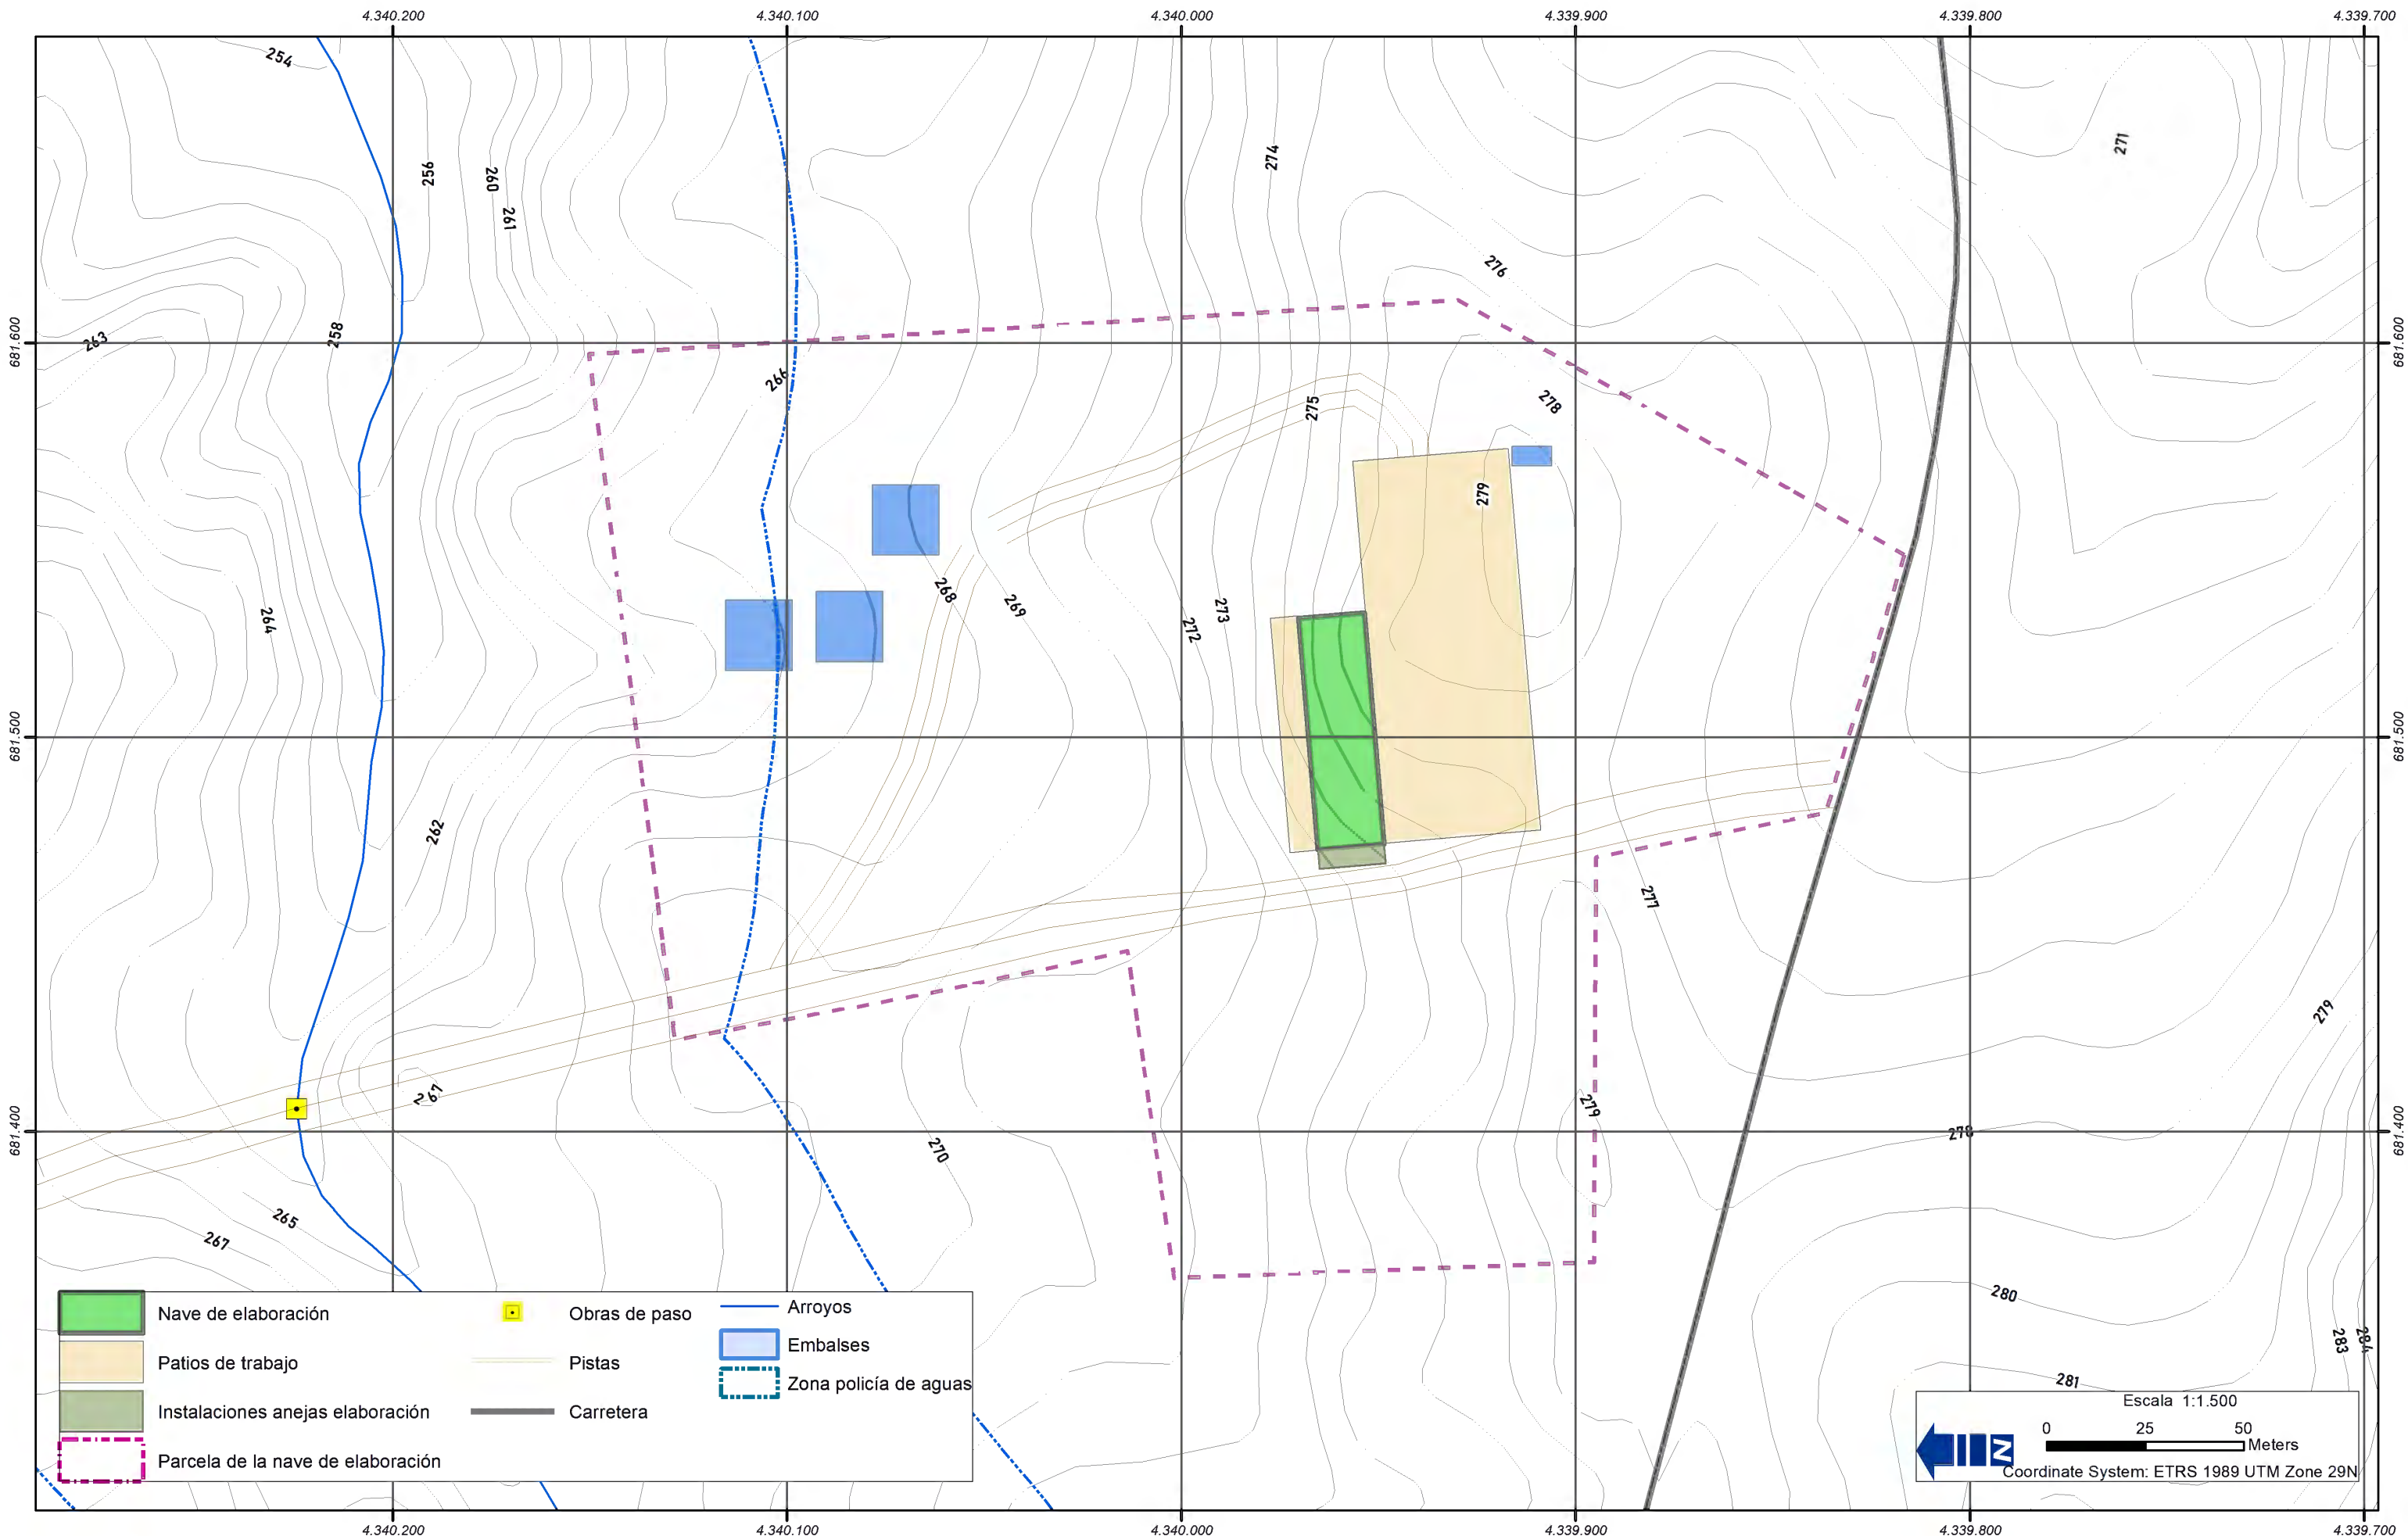 4.340.200 4.340.100 4.340.000 4.339.900 4.339.800 4.339.700
254
271
274
256
260
261
276
681.600 681.600
263
258
266
275
278
279
264
268
269
272
273
681.500 681.500
262
277
279
267
279
681.400 681.400
278
270
265
267
280
283
284
281
Nave de elaboración
Patios de trabajo
Instalaciones anejas elaboración
Parcela de la nave de elaboración
Obras de paso
Pistas
Carretera
Arroyos
Embalses
Zona policía de aguas
Escala 1:1.500
0 25 50
Meters
N
Coordinate System: ETRS 1989 UTM Zone 29N
4.340.200 4.340.100 4.340.000 4.339.900 4.339.800 4.339.700